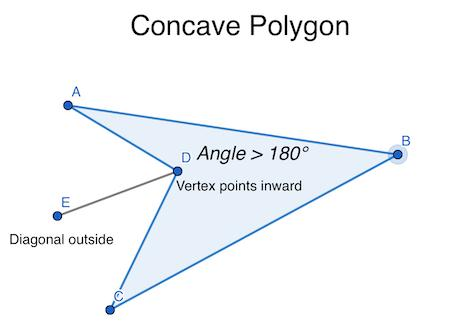 Concave Polygon
A
B
D
Angle > 180°
Vertex points inward
E
Diagonal outside
C